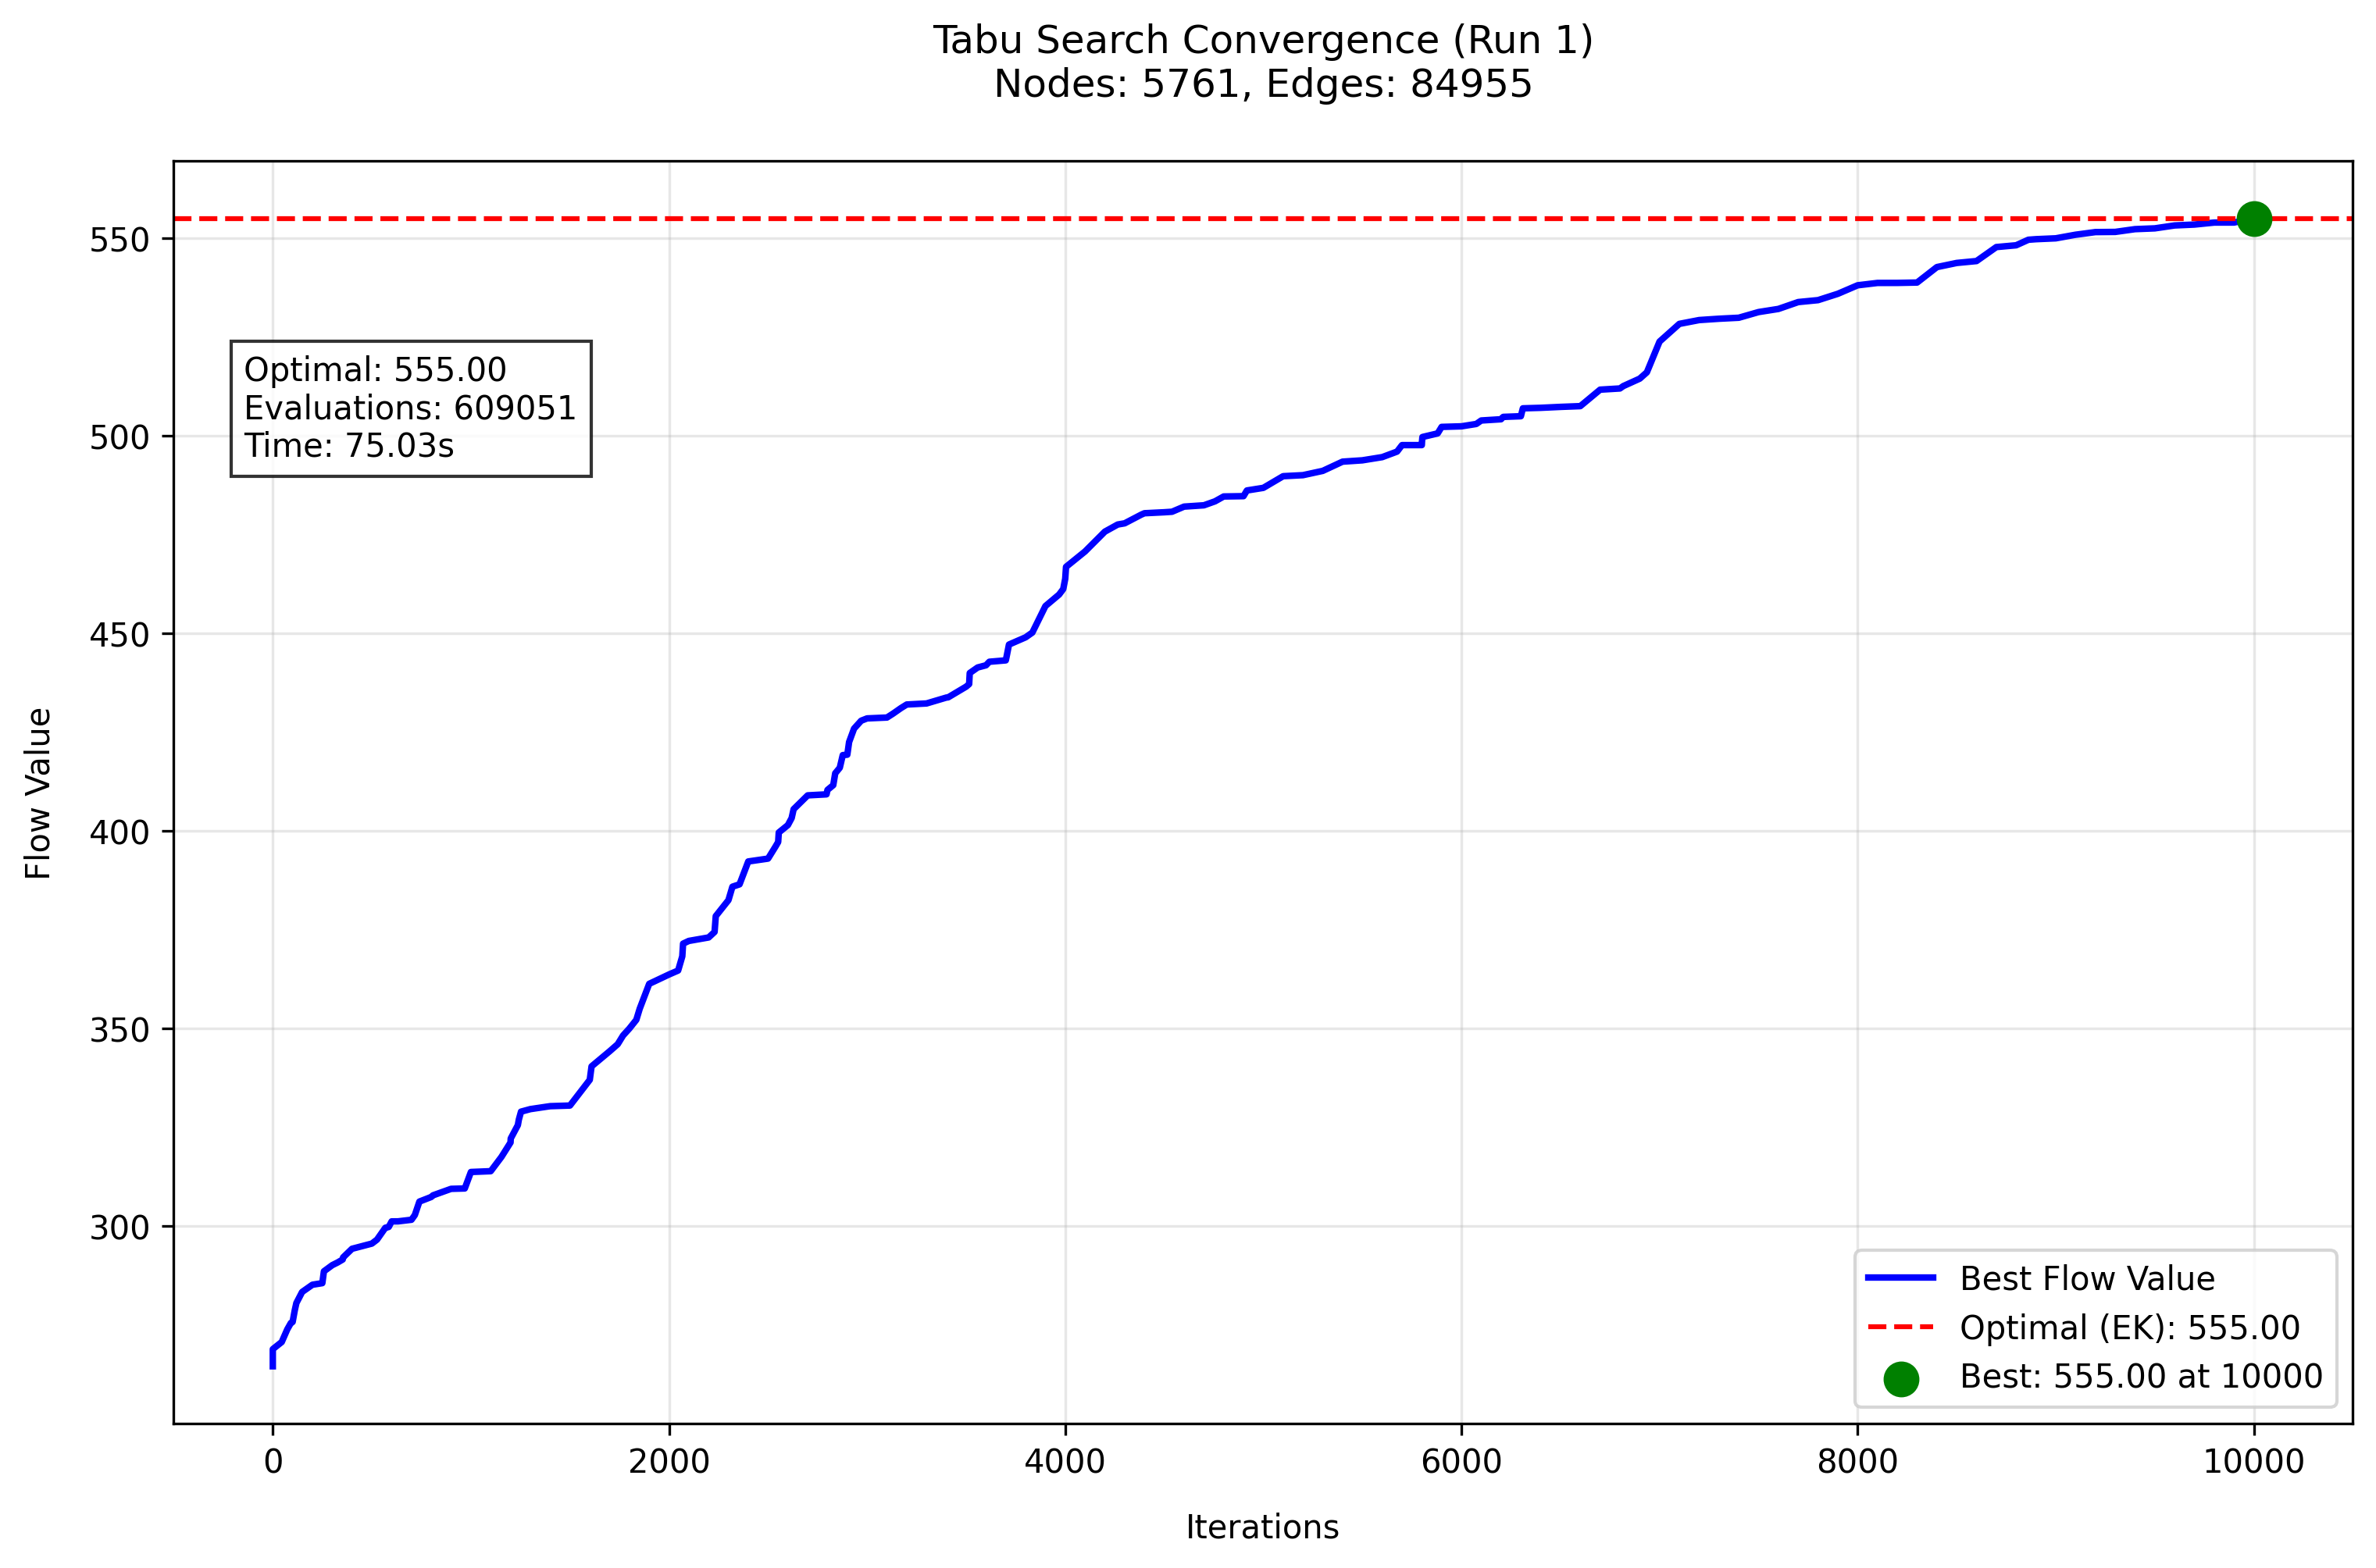 Tabu Search Convergence (Run 1)
Nodes: 5761, Edges: 84955
Flow Value
550
500
450
400
350
300
Optimal: 555.00
Evaluations: 609051
Time: 75.03s
Best Flow Value
Optimal (EK): 555.00
Best: 555.00 at 10000
0 2000 4000 6000 8000 10000
Iterations